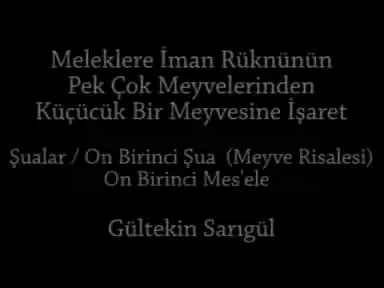 Meleklere İman Rüknünün
Pek Çok Meyvelerinden
Küçücük Bir Meyvesine İşaret
Şualar / On Birinci Şua (Meyve Risalesi)
On Birinci Mes'ele
Gültekin Sarıgül